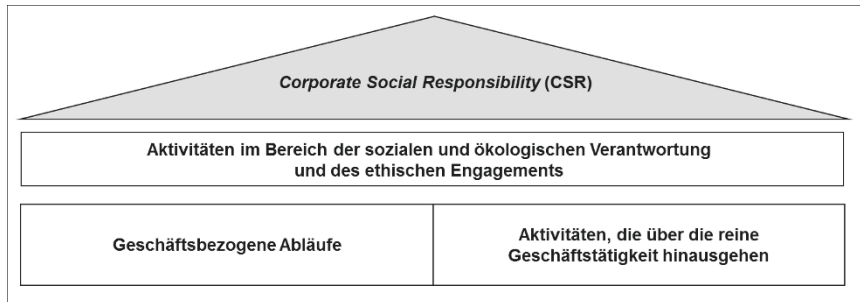 Corporate Social Responsibility (CSR)
Aktivitäten im Bereich der sozialen und ökologischen Verantwortung
und des ethischen Engagements
Geschäftsbezogene Abläufe
Aktivitäten, die über die reine
Geschäftstätigkeit hinausgehen